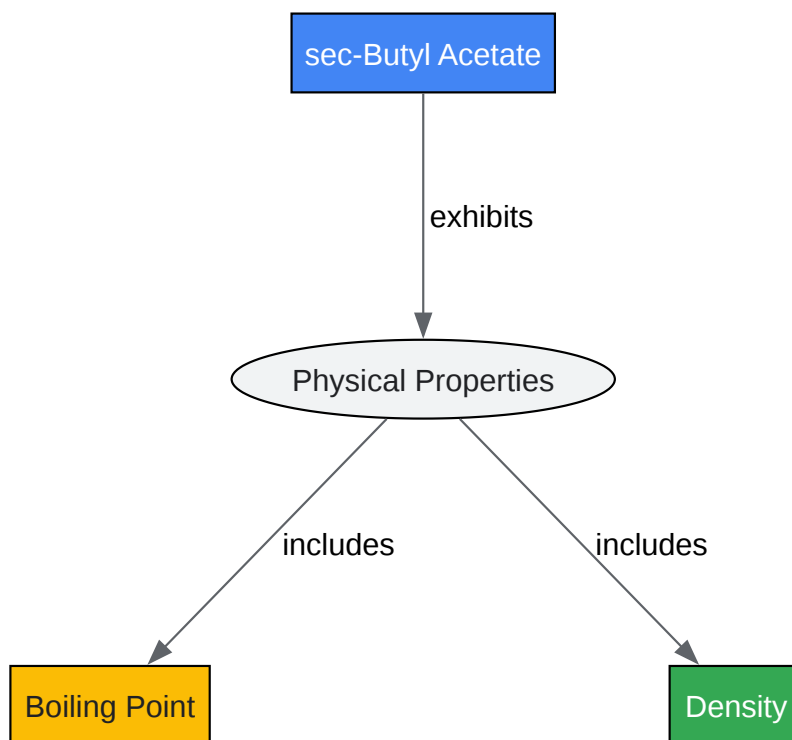 sec-Butyl Acetate
exhibits
Physical Properties
includes
includes
Boiling Point
Density